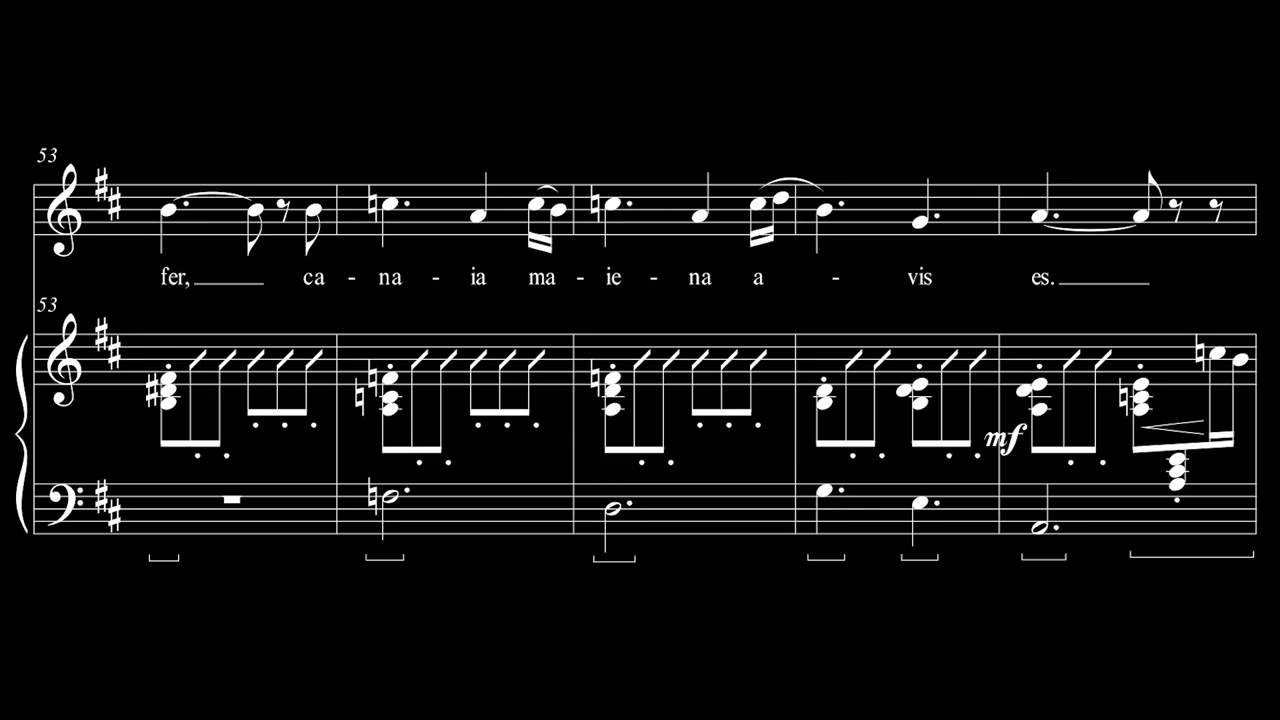 53
fer, ca - na - ia ma - ie - na a - vis es.
53
mf